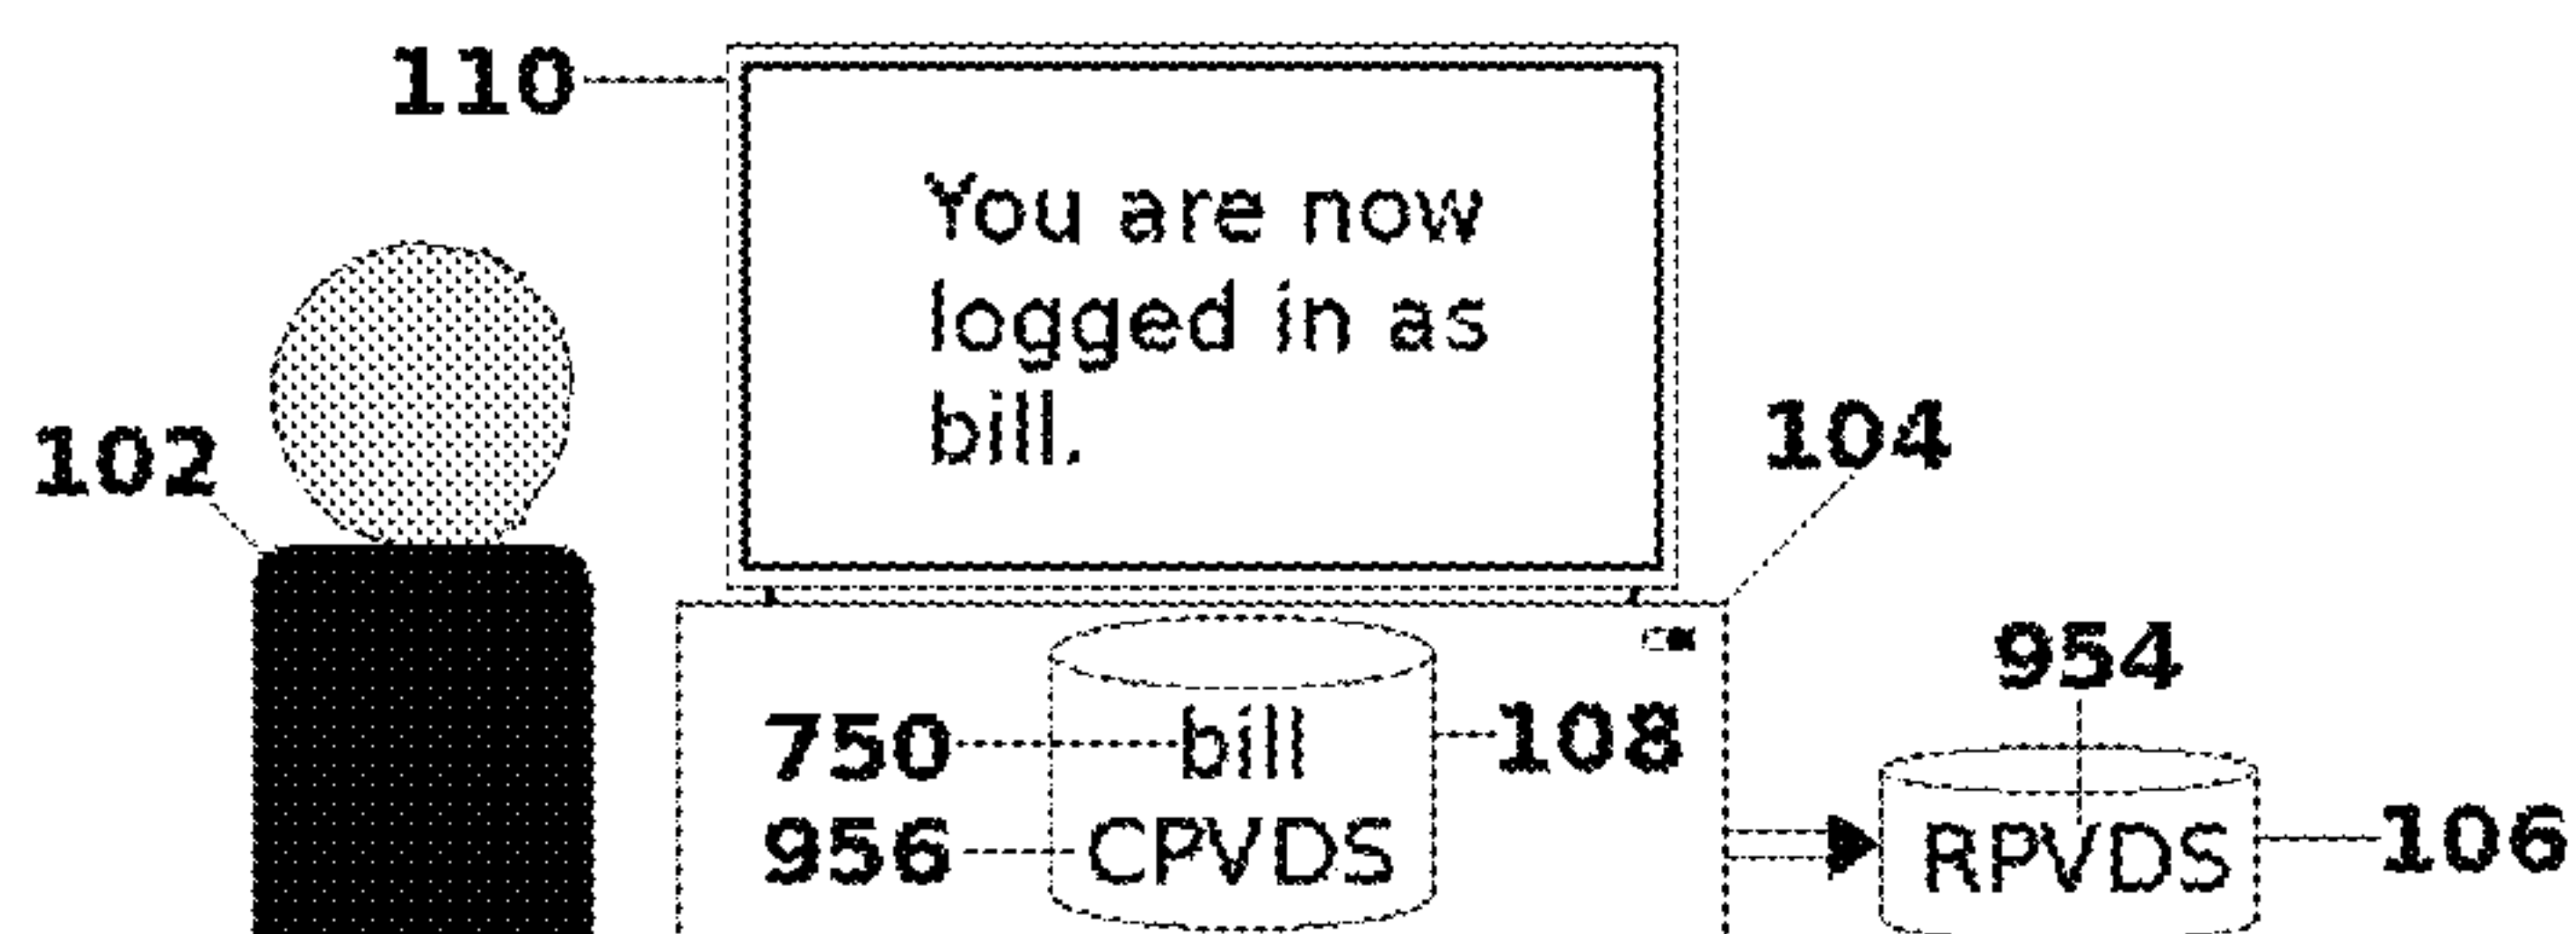 110
You are now
logged in as
bill.
102
104
954
750 bill 108
956 CPVDS RPVDS 106